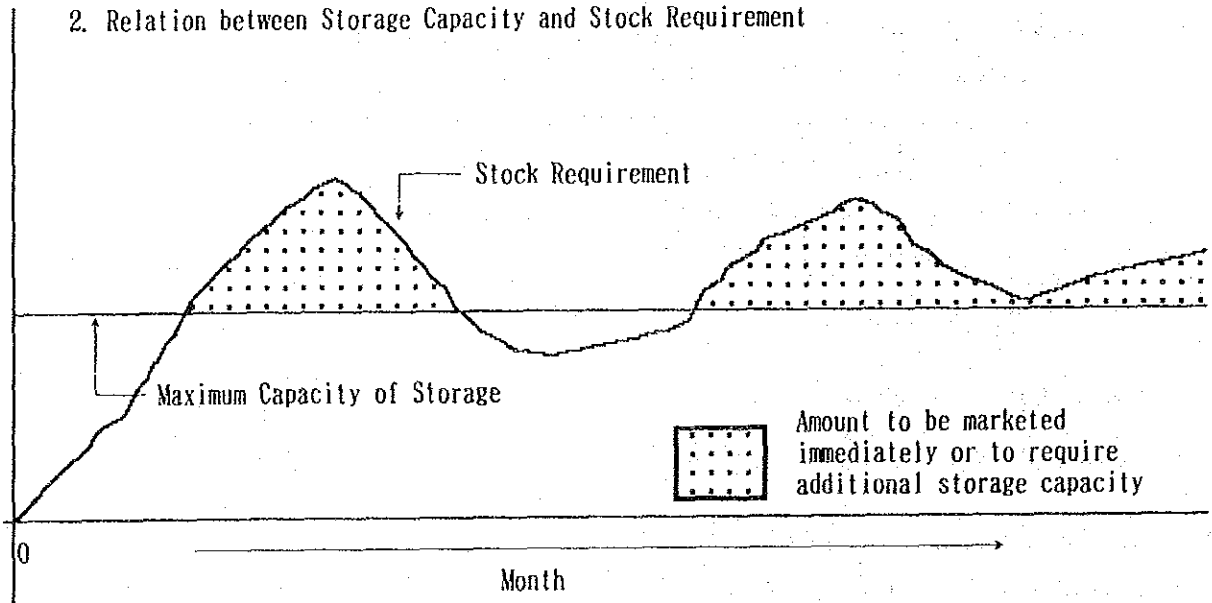 2. Relation between Storage Capacity and Stock Requirement
Stock Requirement
Maximum Capacity of Storage
Amount to be marketed
immediately or to require
additional storage capacity
0
Month